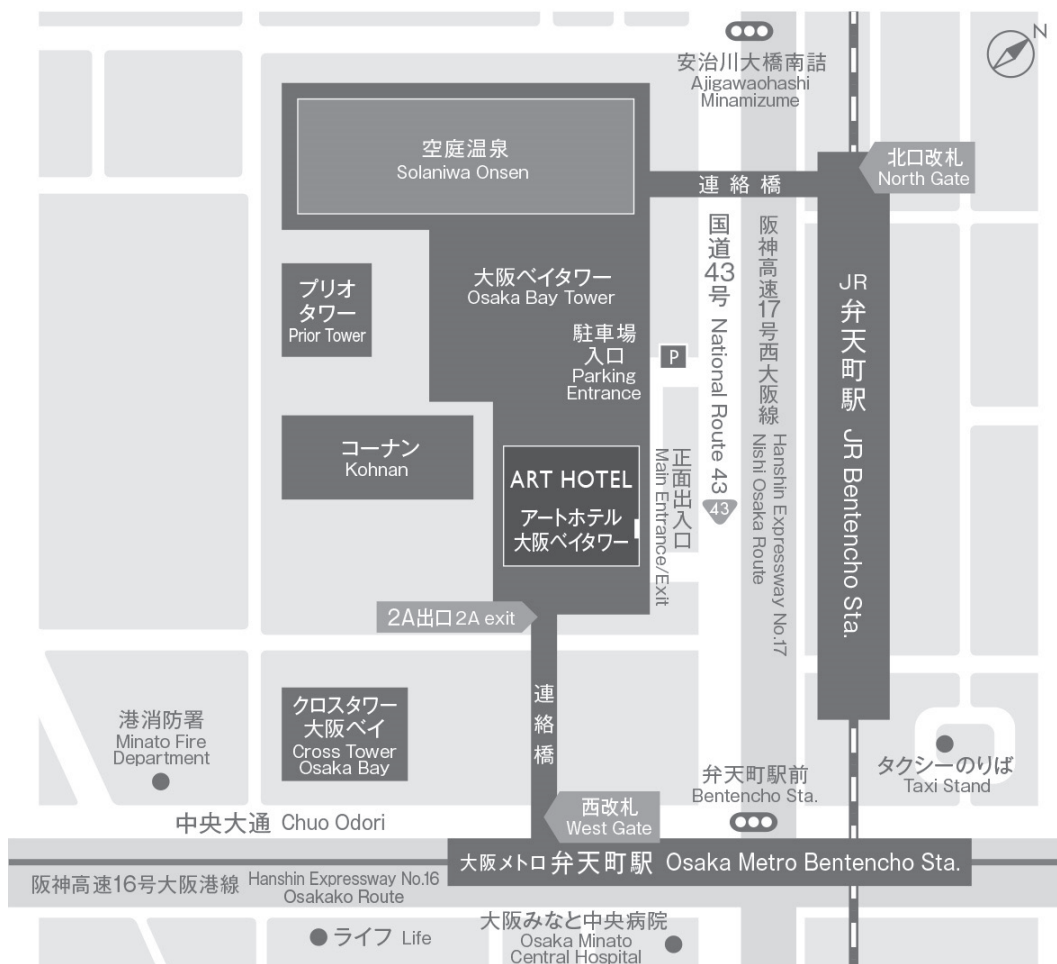 N
安治川大橋南詰
Ajigawaohashi
Minamizume
空庭温泉
Solaniwa Onsen
北口改札
North Gate
連絡橋
国道43号 National Route 43
43
阪神高速17号西大阪線
Hanshin Expressway No.17
Nishi Osaka Route
JR 弁天町駅 JR Bentencho Sta.
大阪ベイタワー
Osaka Bay Tower
プリオ
タワー
Prior Tower
駐車場
入口
Parking
Entrance
P
コーナン
Kohnan
ART HOTEL
アートホテル
大阪ベイタワー
正面出入口
Main Entrance/Exit
2A出口 2A exit
連絡橋
クロスタワー
大阪ベイ
Cross Tower
Osaka Bay
港消防署
Minato Fire
Department
弁天町駅前
Bentencho Sta.
タクシーのりば
Taxi Stand
西改札
West Gate
中央大通 Chuo Odori
大阪メトロ 弁天町駅 Osaka Metro Bentencho Sta.
阪神高速16号大阪港線 Hanshin Expressway No.16
Osakako Route
ライフ Life
大阪みなと中央病院
Osaka Minato
Central Hospital